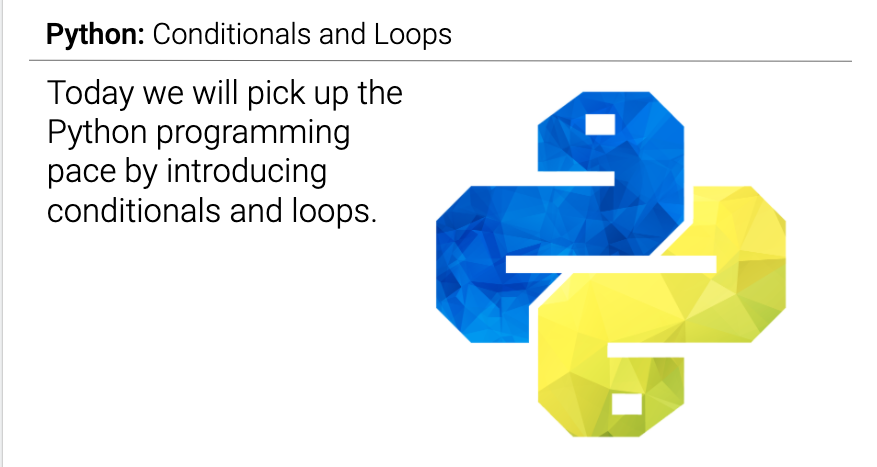 Python: Conditionals and Loops
Today we will pick up the
Python programming
pace by introducing
conditionals and loops.